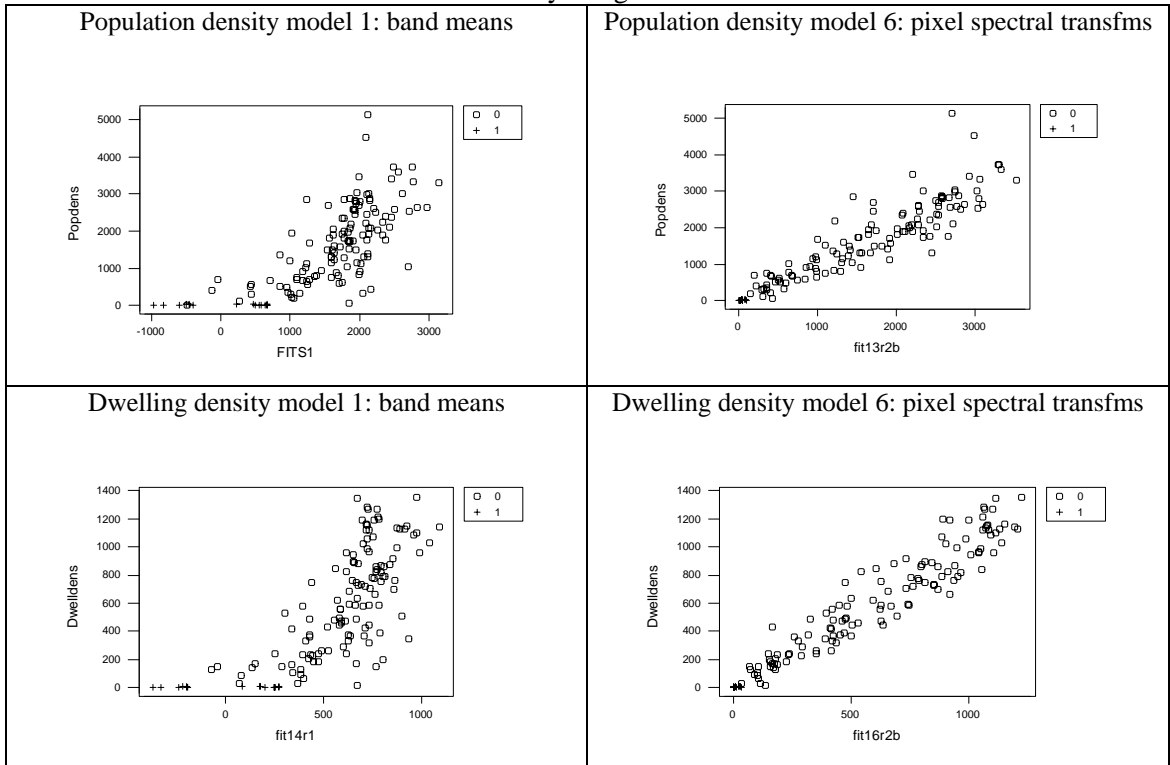 Population density model 1: band means
Population density model 6: pixel spectral transfms
5000
4000
3000
2000
1000
0
Popdens
-1000 0 1000 2000 3000
FITS1
0
1
5000
4000
3000
2000
1000
0
Popdens
0 1000 2000 3000
fit13r2b
0
1
Dwelling density model 1: band means
Dwelling density model 6: pixel spectral transfms
1400
1200
1000
800
600
400
200
0
Dwelldens
0 500 1000
fit14r1
0
1
1400
1200
1000
800
600
400
200
0
Dwelldens
0 500 1000
fit16r2b
0
1